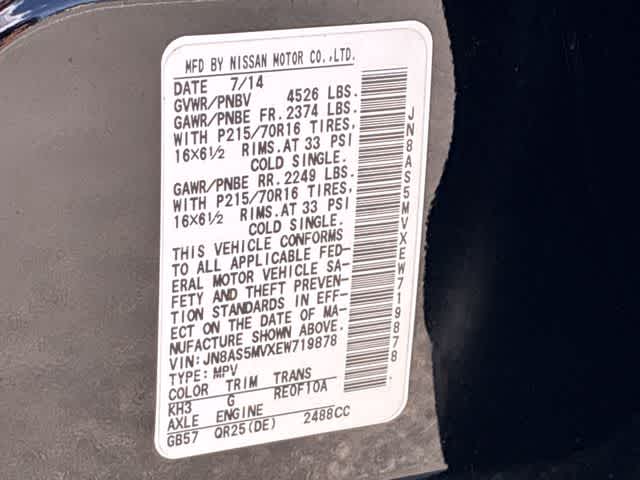 MFD BY NISSAN MOTOR CO.,LTD.
DATE 7/14
GVWR/PNBV 4526 LBS.
GAWR/PNBE FR. 2374 LBS.
WITH P215/70R16 TIRES,
16X6½ RIMS.AT 33 PSI
COLD SINGLE.
GAWR/PNBE RR. 2249 LBS.
WITH P215/70R16 TIRES,
16X6½ RIMS.AT 33 PSI
COLD SINGLE.
THIS VEHICLE CONFORMS
TO ALL APPLICABLE FED-
ERAL MOTOR VEHICLE SA-
FETY AND THEFT PREVEN-
TION STANDARDS IN EFF-
ECT ON THE DATE OF MA-
NUFACTURE SHOWN ABOVE.
VIN: JN8AS5MVXEW719878
TYPE: MPV
COLOR TRIM TRANS
KH3 G RE0F10A
AXLE ENGINE
GB57 QR25(DE) 2488CC
JN8AS5MVXEW719878